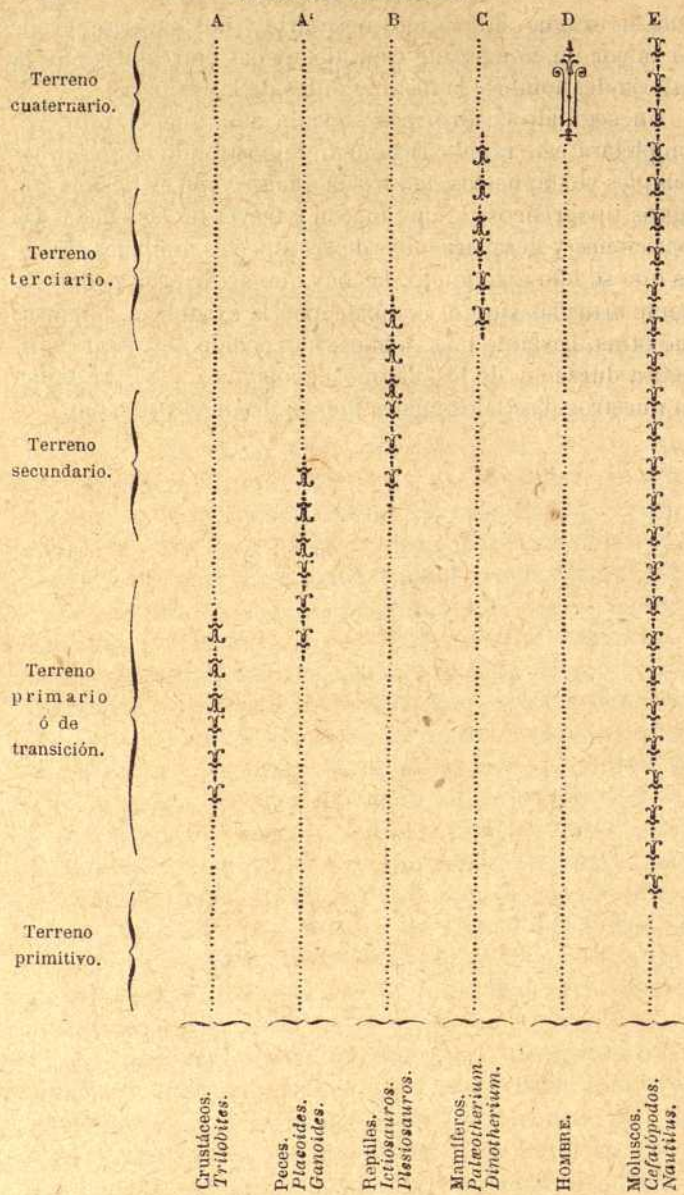 A A' B C D E
Terreno
cuaternario.
Terreno
terciario.
Terreno
secundario.
Terreno
primario
ó de
transición.
Terreno
primitivo.
Crustáceos.
Trilobites.
Peces.
Placoides.
Ganoides.
Reptiles.
Ictiosauros.
Plesiosauros.
Mamíferos.
Palæotherium.
Dinotherium.
HOMBRE.
Moluscos.
Cefalópodos.
Nautilus.